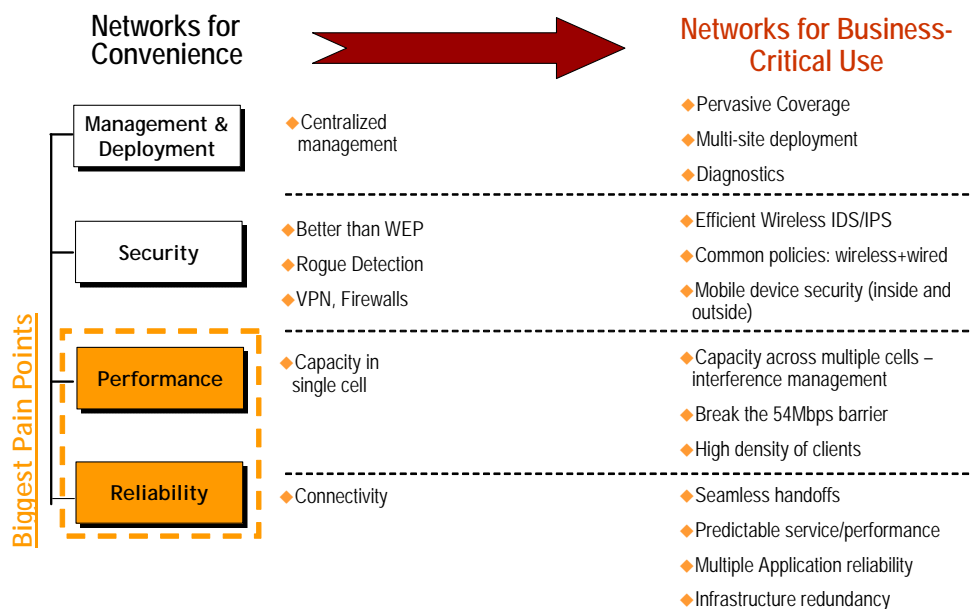 Networks for
Convenience
Networks for Business-
Critical Use
Management &
Deployment
◆Centralized
management
◆Pervasive Coverage
◆Multi-site deployment
◆Diagnostics
Security
◆Better than WEP
◆Rogue Detection
◆VPN, Firewalls
◆Efficient Wireless IDS/IPS
◆Common policies: wireless+wired
◆Mobile device security (inside and
outside)
Biggest Pain Points
Performance
◆Capacity in
single cell
◆Capacity across multiple cells –
interference management
◆Break the 54Mbps barrier
◆High density of clients
Reliability
◆Connectivity
◆Seamless handoffs
◆Predictable service/performance
◆Multiple Application reliability
◆Infrastructure redundancy